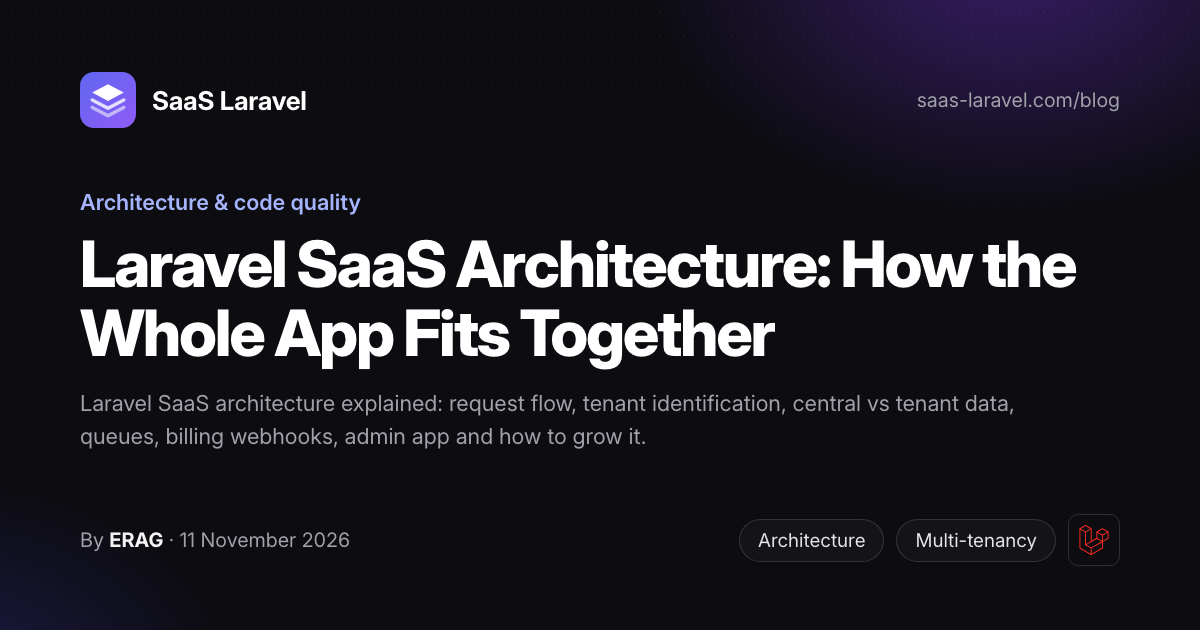 SaaS Laravel
saas-laravel.com/blog
Architecture & code quality
Laravel SaaS Architecture: How the
Whole App Fits Together
Laravel SaaS architecture explained: request flow, tenant identification, central vs tenant data,
queues, billing webhooks, admin app and how to grow it.
By ERAG · 11 November 2026
Architecture
Multi-tenancy